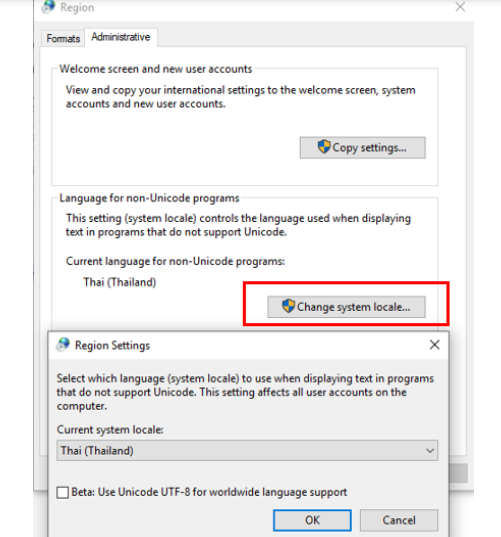 Region
Formats
Administrative
Welcome screen and new user accounts
View and copy your international settings to the welcome screen, system
accounts and new user accounts.
Copy settings...
Language for non-Unicode programs
This setting (system locale) controls the language used when displaying
text in programs that do not support Unicode.
Current language for non-Unicode programs:
Thai (Thailand)
Change system locale...
Region Settings
Select which language (system locale) to use when displaying text in programs
that do not support Unicode. This setting affects all user accounts on the
computer.
Current system locale:
Thai (Thailand)
Beta: Use Unicode UTF-8 for worldwide language support
OK
Cancel